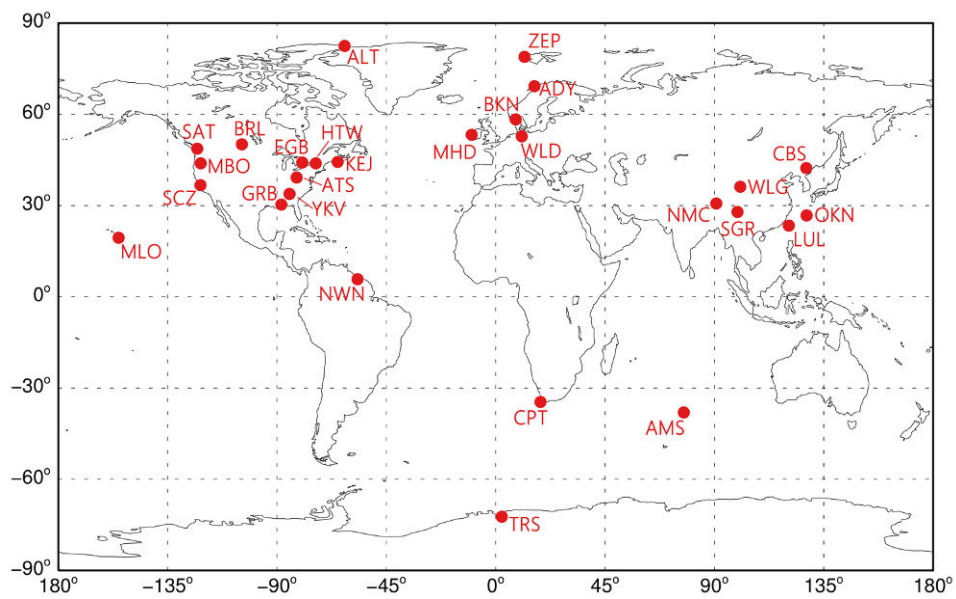 90°
ZEP
ALT
ADY
60°
BKN
SAT
BRL
EGB
HTW
MHD
WLD
MBO
KEJ
CBS
ATS
SCZ
GRB
WLG
30°
YKV
NMC
SGR
OKN
LUL
MLO
NWN
0°
−30°
CPT
AMS
−60°
TRS
−90°
180° −135° −90° −45° 0° 45° 90° 135° 180°